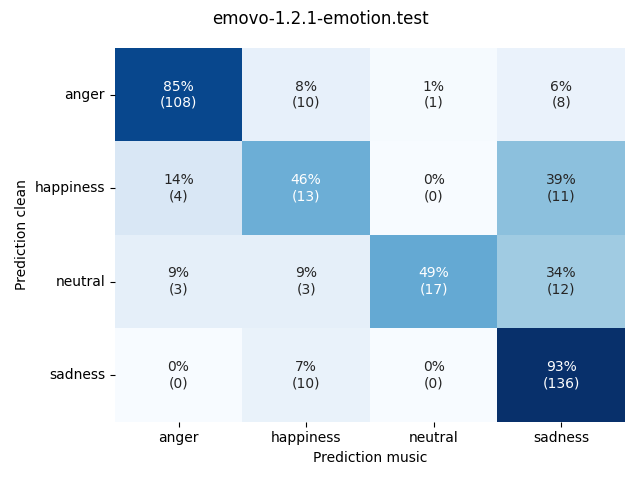 emovo-1.2.1-emotion.test
Prediction clean
anger
85%
(108)
8%
(10)
1%
(1)
6%
(8)
happiness
14%
(4)
46%
(13)
0%
(0)
39%
(11)
neutral
9%
(3)
9%
(3)
49%
(17)
34%
(12)
sadness
0%
(0)
7%
(10)
0%
(0)
93%
(136)
anger
happiness
neutral
sadness
Prediction music